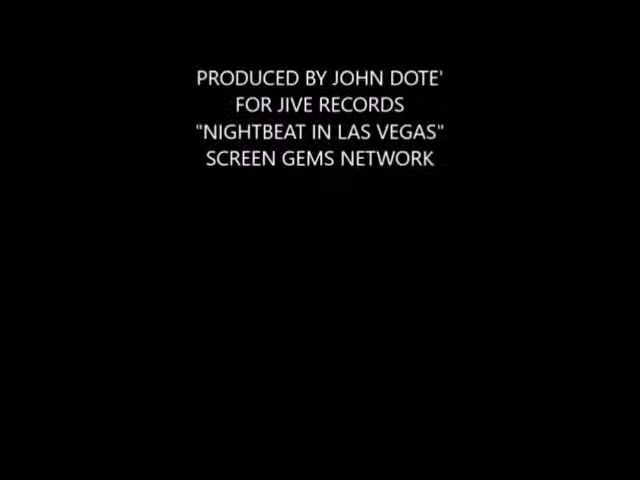 PRODUCED BY JOHN DOTE'
FOR JIVE RECORDS
"NIGHTBEAT IN LAS VEGAS"
SCREEN GEMS NETWORK